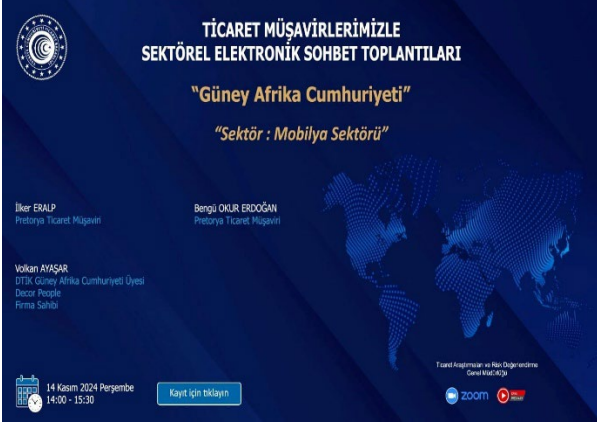 TİCARET MÜŞAVİRLERİMİZLE
SEKTÖREL ELEKTRONİK SOHBET TOPLANTILARI
“Güney Afrika Cumhuriyeti”
“Sektör : Mobilya Sektörü”
İlker ERALP
Pretorya Ticaret Müşaviri
Bengü OKUR ERDOĞAN
Pretorya Ticaret Müşaviri
Volkan AYAŞAR
DTİK Güney Afrika Cumhuriyeti Üyesi
Decor People
Firma Sahibi
Ticaret Araştırmaları ve Risk Değerlendirme
Genel Müdürlüğü
14 Kasım 2024 Perşembe
14:00 - 15:30
Kayıt için tıklayın
zoom